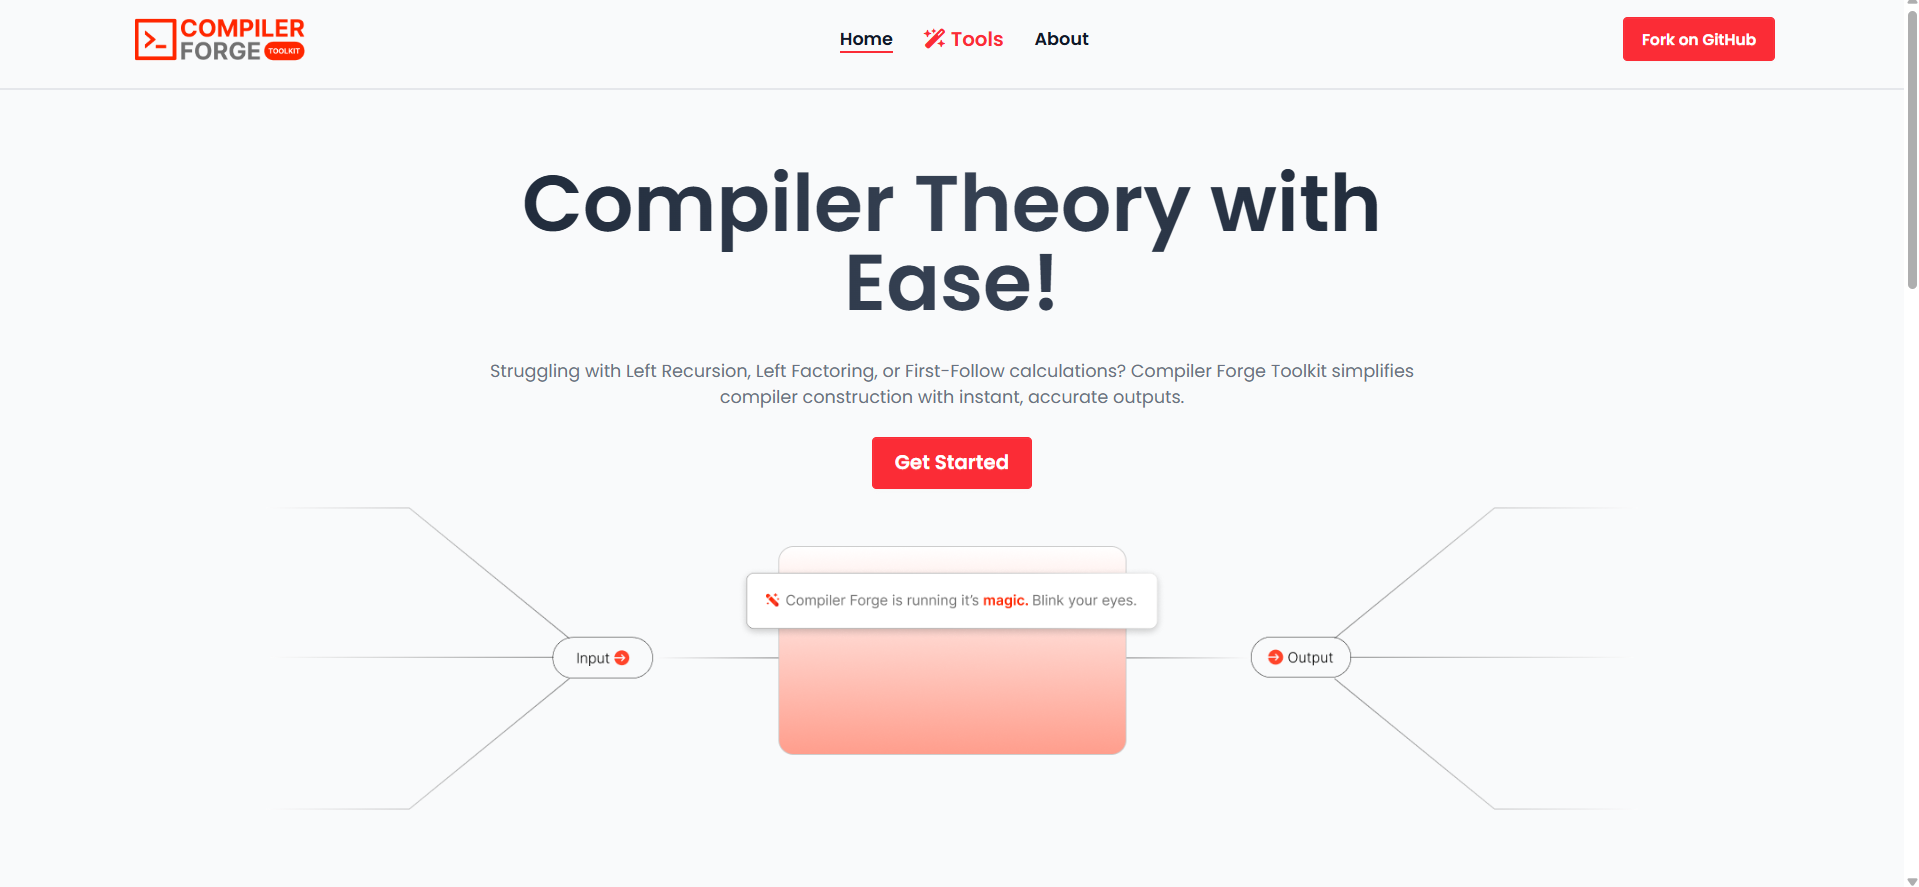 COMPILER
FORGE TOOLKIT
Home
Tools
About
Fork on GitHub
Compiler Theory with
Ease!
Struggling with Left Recursion, Left Factoring, or First-Follow calculations? Compiler Forge Toolkit simplifies
compiler construction with instant, accurate outputs.
Get Started
Compiler Forge is running it's magic. Blink your eyes.
Input
Output